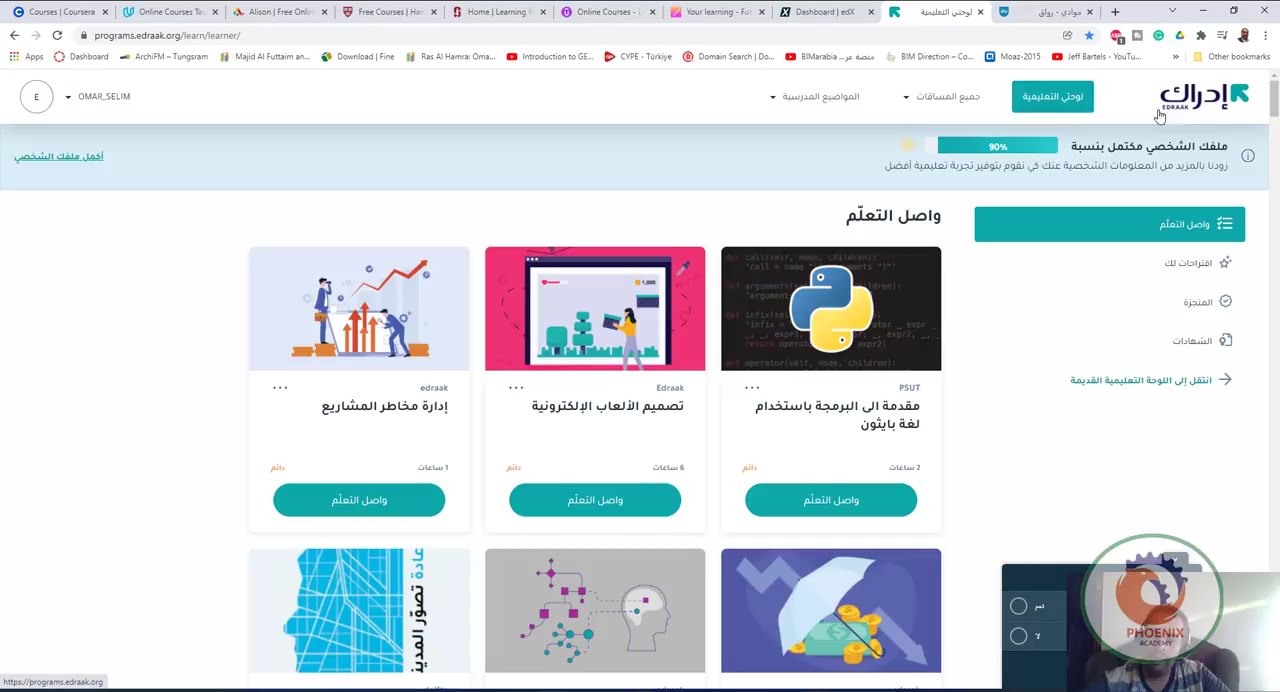 Courses | Coursera
Online Courses Tau
Alison | Free Onlin
Free Courses | Har
Home | Learning
Online Courses - L
Your learning - Fut
Dashboard | edX
لوحتي التعليمية
موادي - رواق
programs.edraak.org/learn/learner/
Apps
Dashboard
ArchiFM – Tungsram
Majid Al Futtaim an...
Download | Fine
Ras Al Hamra: Oma...
Introduction to GE...
CYPE - Türkiye
Domain Search | Do...
BIMarabia منصه عر...
BIM Direction – Co...
Moaz-2015
Jeff Bartels - YouTu...
Other bookmarks
إدراك
EDRAAK
لوحتي التعليمية
جميع المساقات
المواضيع المدرسية
OMAR_SELIM
E
ملفك الشخصي مكتمل بنسبة
90%
زودنا بالمزيد من المعلومات الشخصية عنك كي نقوم بتوفير تجربة تعليمية أفضل
أكمل ملفك الشخصي
واصل التعلّم
اقتراحات لك
المنجزة
الشهادات
انتقل إلى اللوحة التعليمية القديمة
واصل التعلّم
PSUT
مقدمة الى البرمجة باستخدام
لغة بايثون
2 ساعات
دائم
واصل التعلّم
Edraak
تصميم الألعاب الإلكترونية
6 ساعات
دائم
واصل التعلّم
edraak
إدارة مخاطر المشاريع
1 ساعات
دائم
واصل التعلّم
نعم
لا
PHOENIX
ACADEMY
https://programs.edraak.org